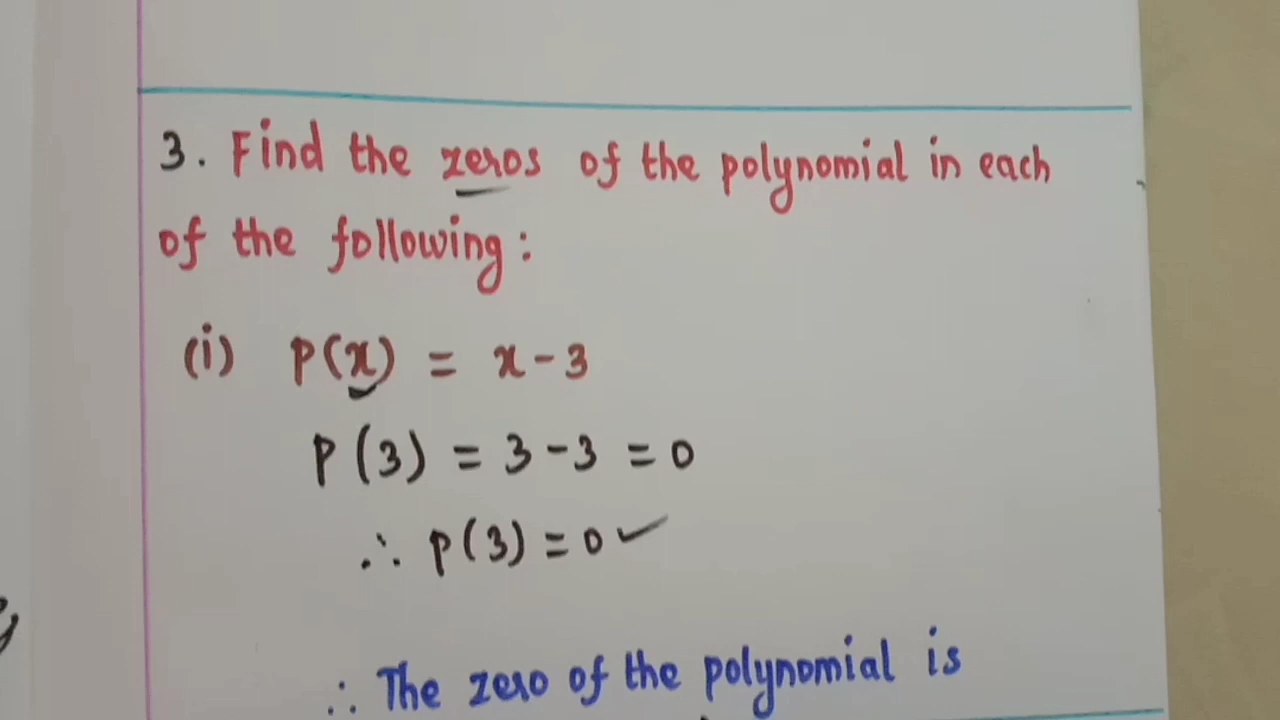 3. Find the zeros of the polynomial in each
of the following:
(i) P(x) = x - 3
P(3) = 3 - 3 = 0
∴ P(3) = 0 ✓
∴ The zero of the polynomial is